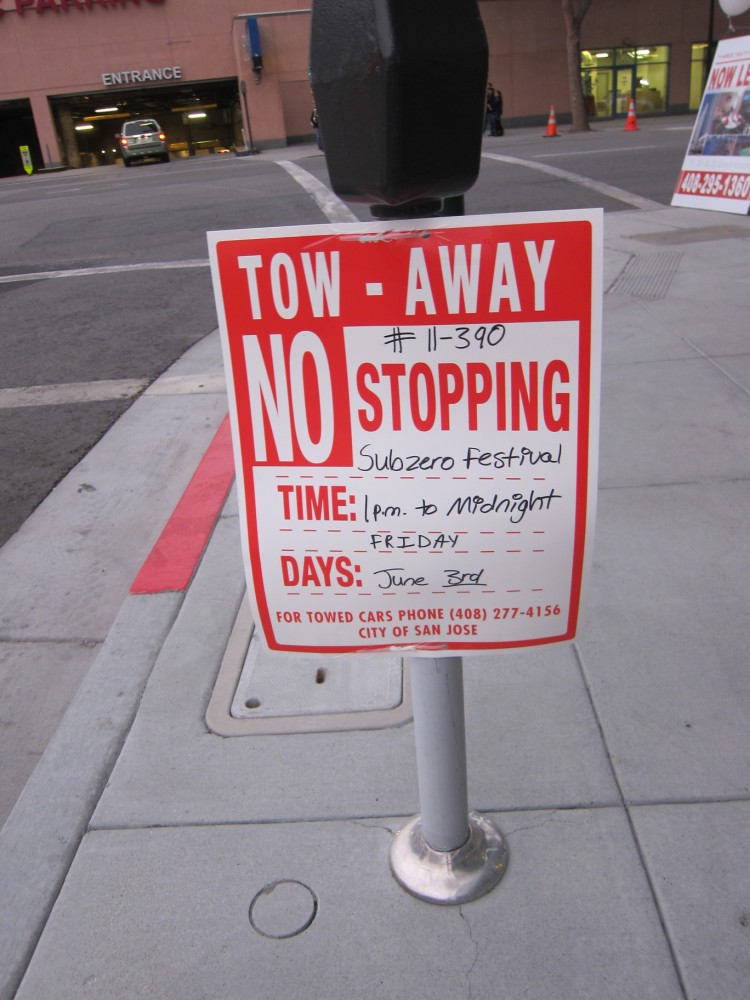 PARKING
ENTRANCE
NOW LE
408-295-1360
TOW - AWAY
# 11-390
NO STOPPING
Subzero Festival
TIME: 1p.m. to Midnight
FRIDAY
DAYS: June 3rd
FOR TOWED CARS PHONE (408) 277-4156
CITY OF SAN JOSE